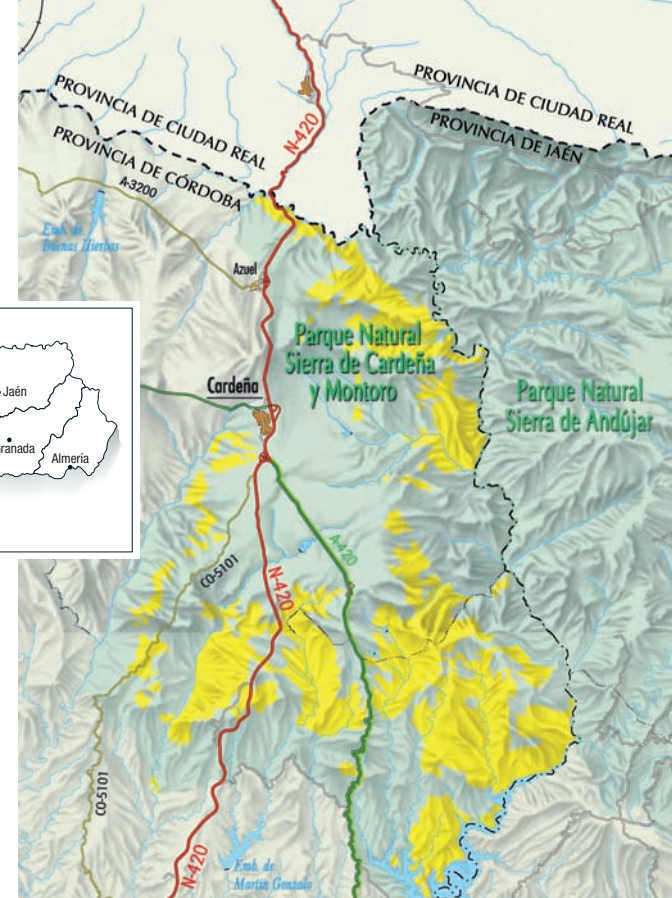 PROVINCIA DE CIUDAD REAL
PROVINCIA DE CIUDAD REAL
PROVINCIA DE JAÉN
N-420
PROVINCIA DE CÓRDOBA
A-3200
Emb. de
Buenas Hierbas
Azuel
Parque Natural
Sierra de Cardeña
y Montoro
Cardeña
Parque Natural
Sierra de Andújar
Jaén
ranada
Almería
A-420
CO-5101
N-420
CO-5101
N-420
Emb. de
Martín Gonzalo